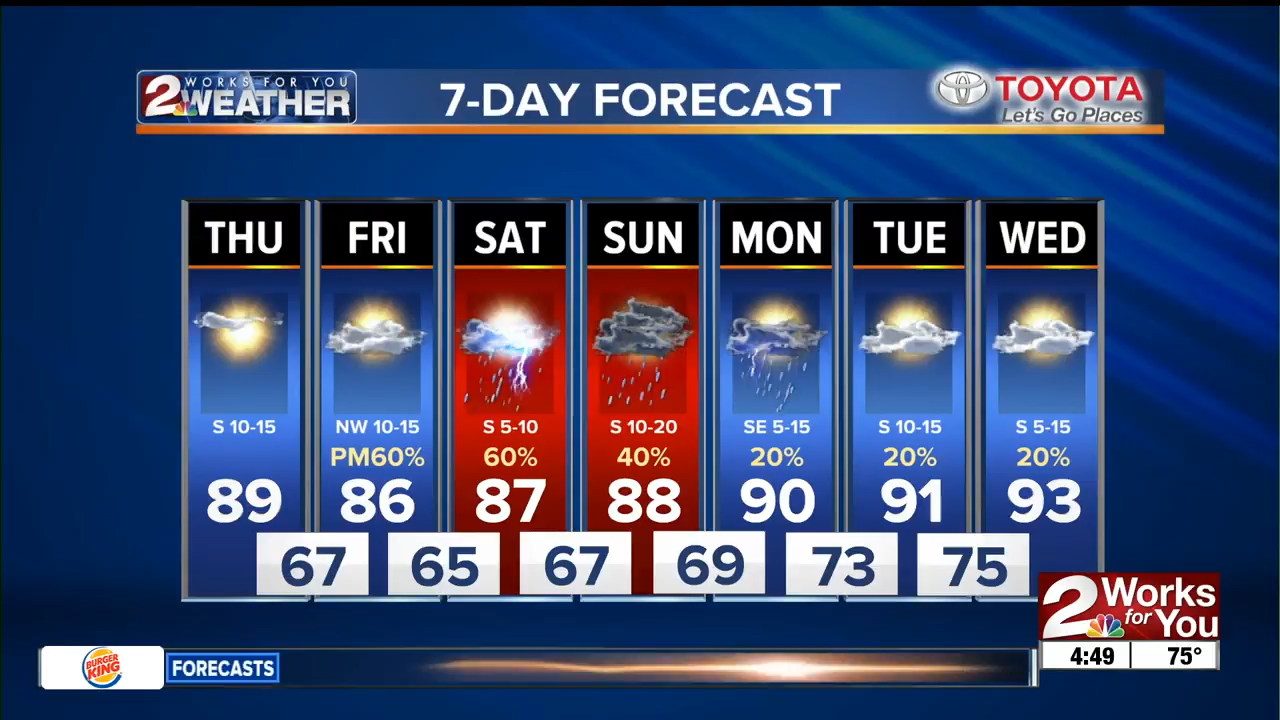 2 WORKS FOR YOU
WEATHER
7-DAY FORECAST
TOYOTA
Let's Go Places
THU FRI SAT SUN MON TUE WED
S 10-15 NW 10-15 S 5-10 S 10-20 SE 5-15 S 10-15 S 5-15
PM60% 60% 40% 20% 20% 20%
89 86 87 88 90 91 93
67 65 67 69 73 75
2 Works
for You
4:49 75°
BURGER
KING
FORECASTS